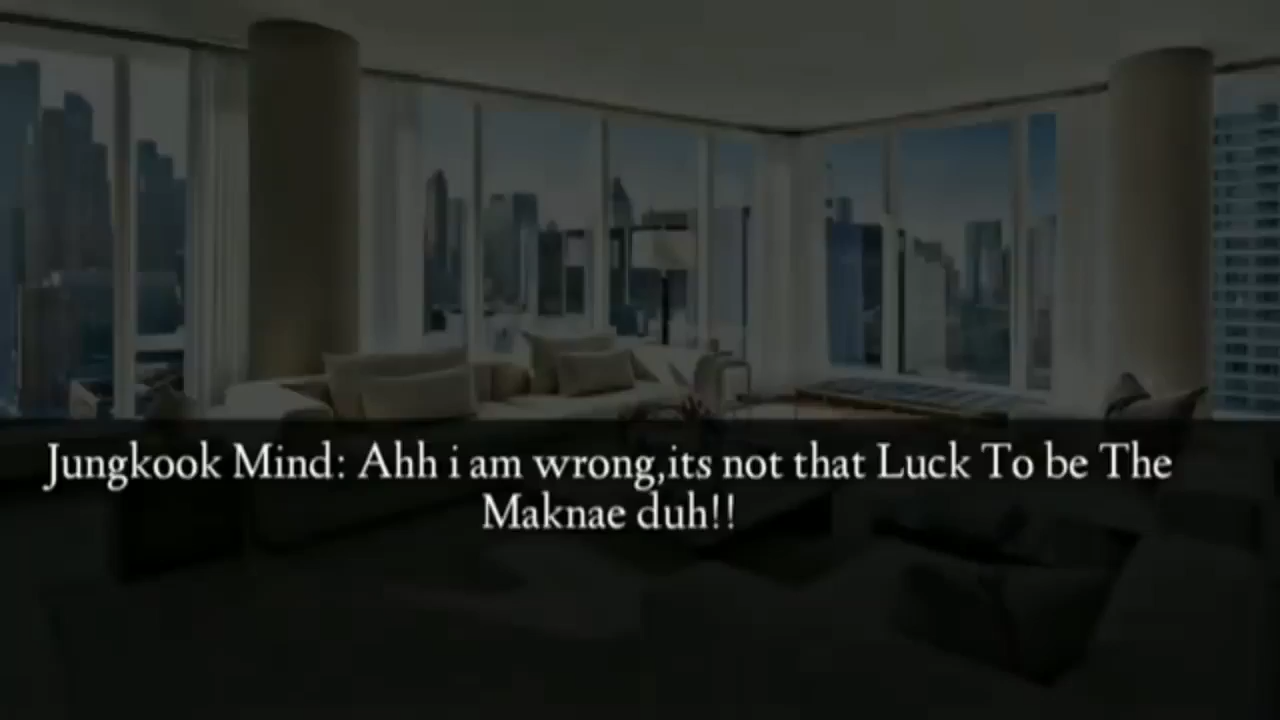 Jungkook Mind: Ahh i am wrong,its not that Luck To be The
Maknae duh!!